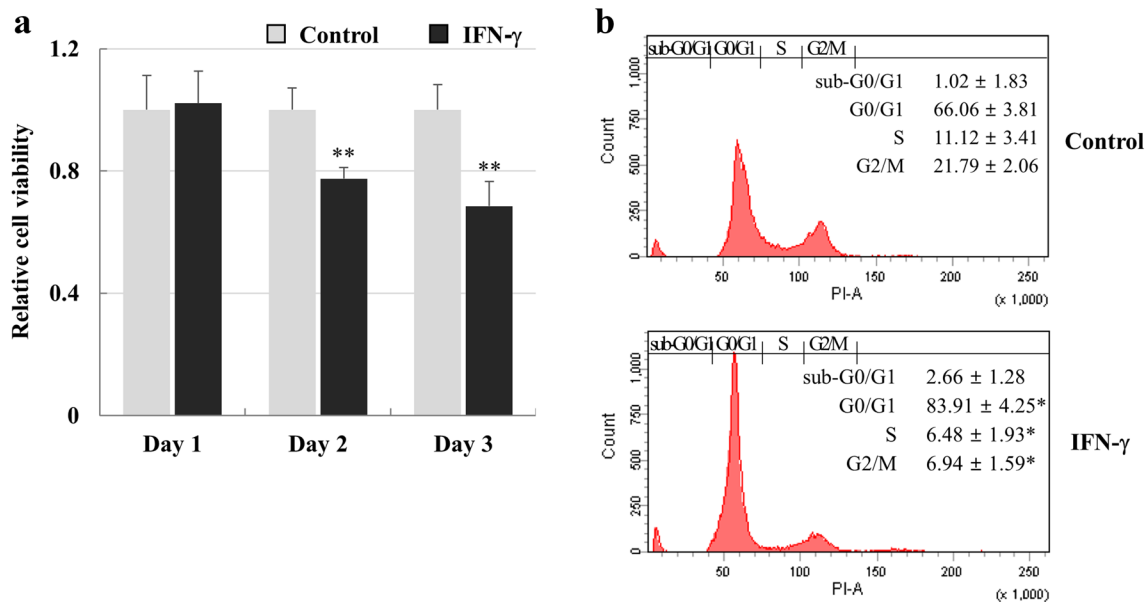 a
Control IFN-γ
1.2
0.8
0.4
0
Relative cell viability
**
**
Day 1 Day 2 Day 3
b
sub-G0/G1 G0/G1 S G2/M
sub-G0/G1 1.02 ± 1.83
G0/G1 66.06 ± 3.81
S 11.12 ± 3.41
G2/M 21.79 ± 2.06
Control
Count
1,000
750
500
250
0
50 100 150 200 250
PI-A
(x 1,000)
sub-G0/G1 G0/G1 S G2/M
sub-G0/G1 2.66 ± 1.28
G0/G1 83.91 ± 4.25*
S 6.48 ± 1.93*
G2/M 6.94 ± 1.59*
IFN-γ
Count
1,000
750
500
250
0
50 100 150 200 250
PI-A
(x 1,000)